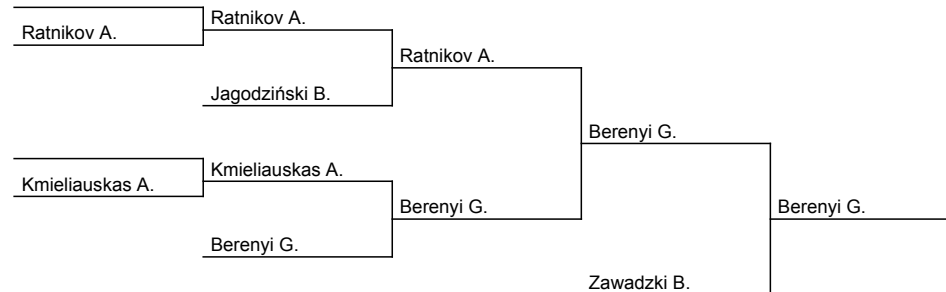 Ratnikov A.
Ratnikov A.
Ratnikov A.
Jagodziński B.
Berenyi G.
Kmieliauskas A.
Kmieliauskas A.
Berenyi G.
Berenyi G.
Berenyi G.
Zawadzki B.